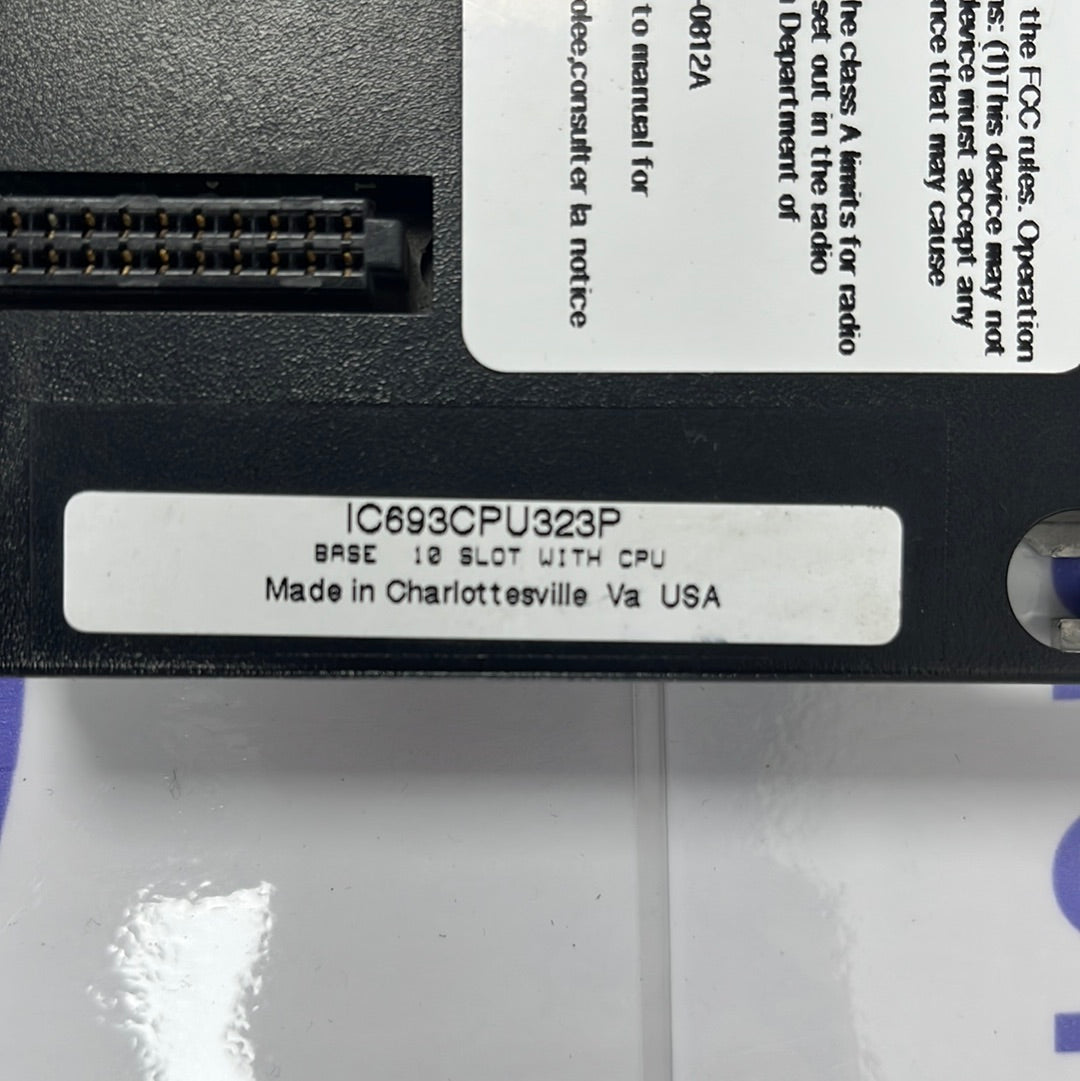 the FCC rules. Operation
ns: (1)This device may not
device must accept any
nce that may cause
he class A limits for radio
set out in the radio
Department of
-0812A
to manual for
olee,consulter la notice
IC693CPU323P
BASE 10 SLOT WITH CPU
Made in Charlottesville Va USA